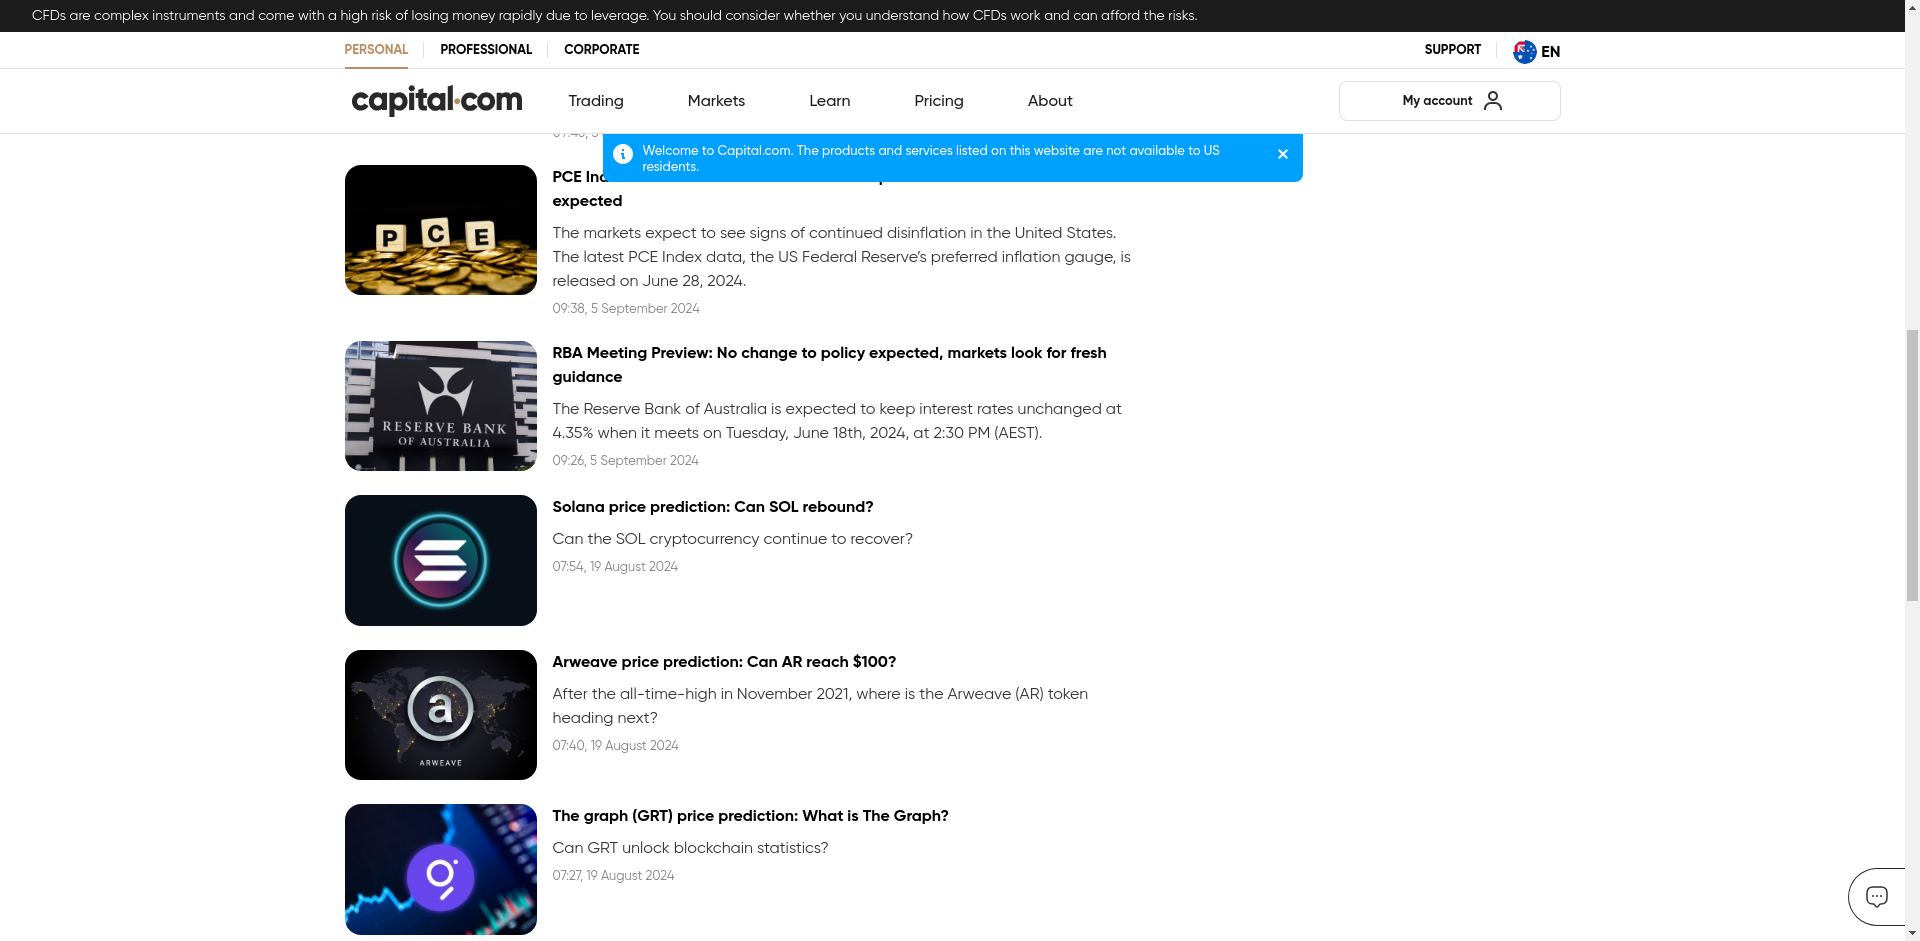 CFDs are complex instruments and come with a high risk of losing money rapidly due to leverage. You should consider whether you understand how CFDs work and can afford the risks.
PERSONAL
PROFESSIONAL
CORPORATE
SUPPORT
EN
capital.com
Trading
Markets
Learn
Pricing
About
My account
Welcome to Capital.com. The products and services listed on this website are not available to US
residents.
PCE
PCE
expected
The markets expect to see signs of continued disinflation in the United States.
The latest PCE Index data, the US Federal Reserve’s preferred inflation gauge, is
released on June 28, 2024.
09:38, 5 September 2024
RESERVE BANK
OF AUSTRALIA
RBA Meeting Preview: No change to policy expected, markets look for fresh
guidance
The Reserve Bank of Australia is expected to keep interest rates unchanged at
4.35% when it meets on Tuesday, June 18th, 2024, at 2:30 PM (AEST).
09:26, 5 September 2024
Solana price prediction: Can SOL rebound?
Can the SOL cryptocurrency continue to recover?
07:54, 19 August 2024
a
ARWEAVE
Arweave price prediction: Can AR reach $100?
After the all-time-high in November 2021, where is the Arweave (AR) token
heading next?
07:40, 19 August 2024
The graph (GRT) price prediction: What is The Graph?
Can GRT unlock blockchain statistics?
07:27, 19 August 2024